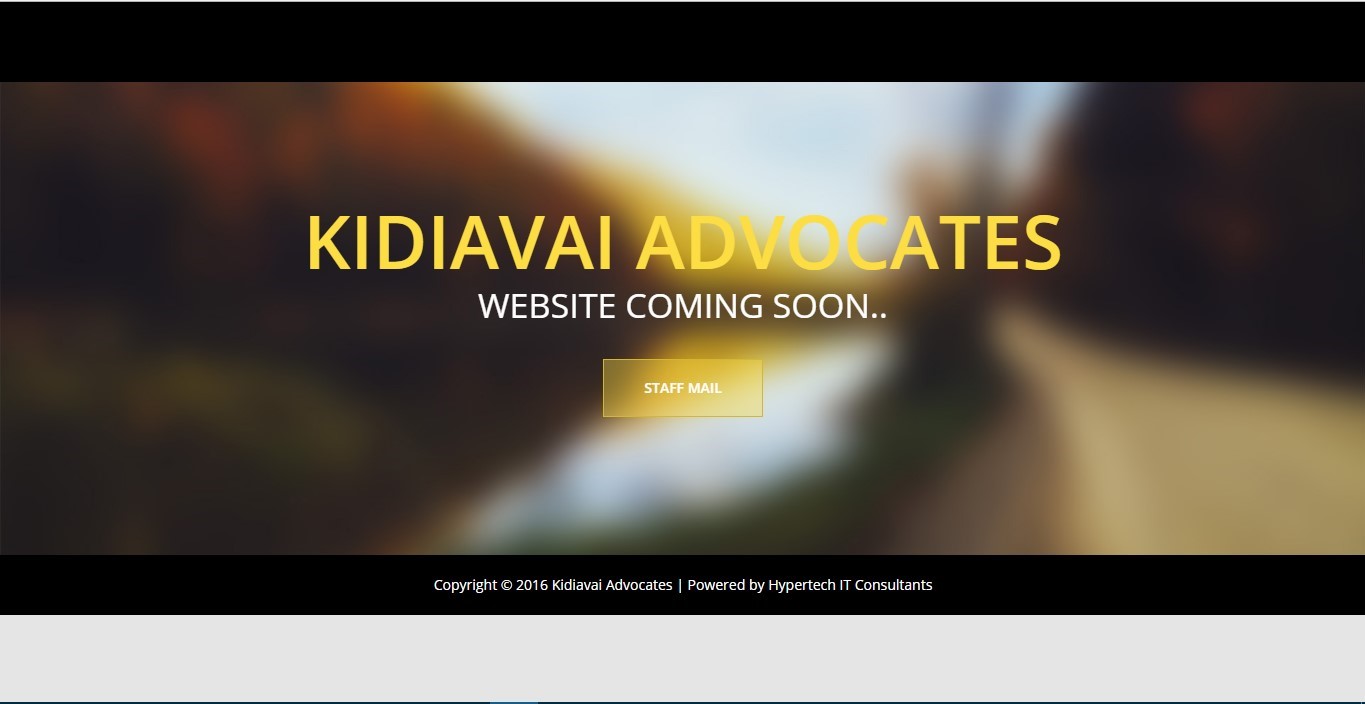 KIDIAVAI ADVOCATES
WEBSITE COMING SOON..
STAFF MAIL
Copyright © 2016 Kidiavai Advocates | Powered by Hypertech IT Consultants